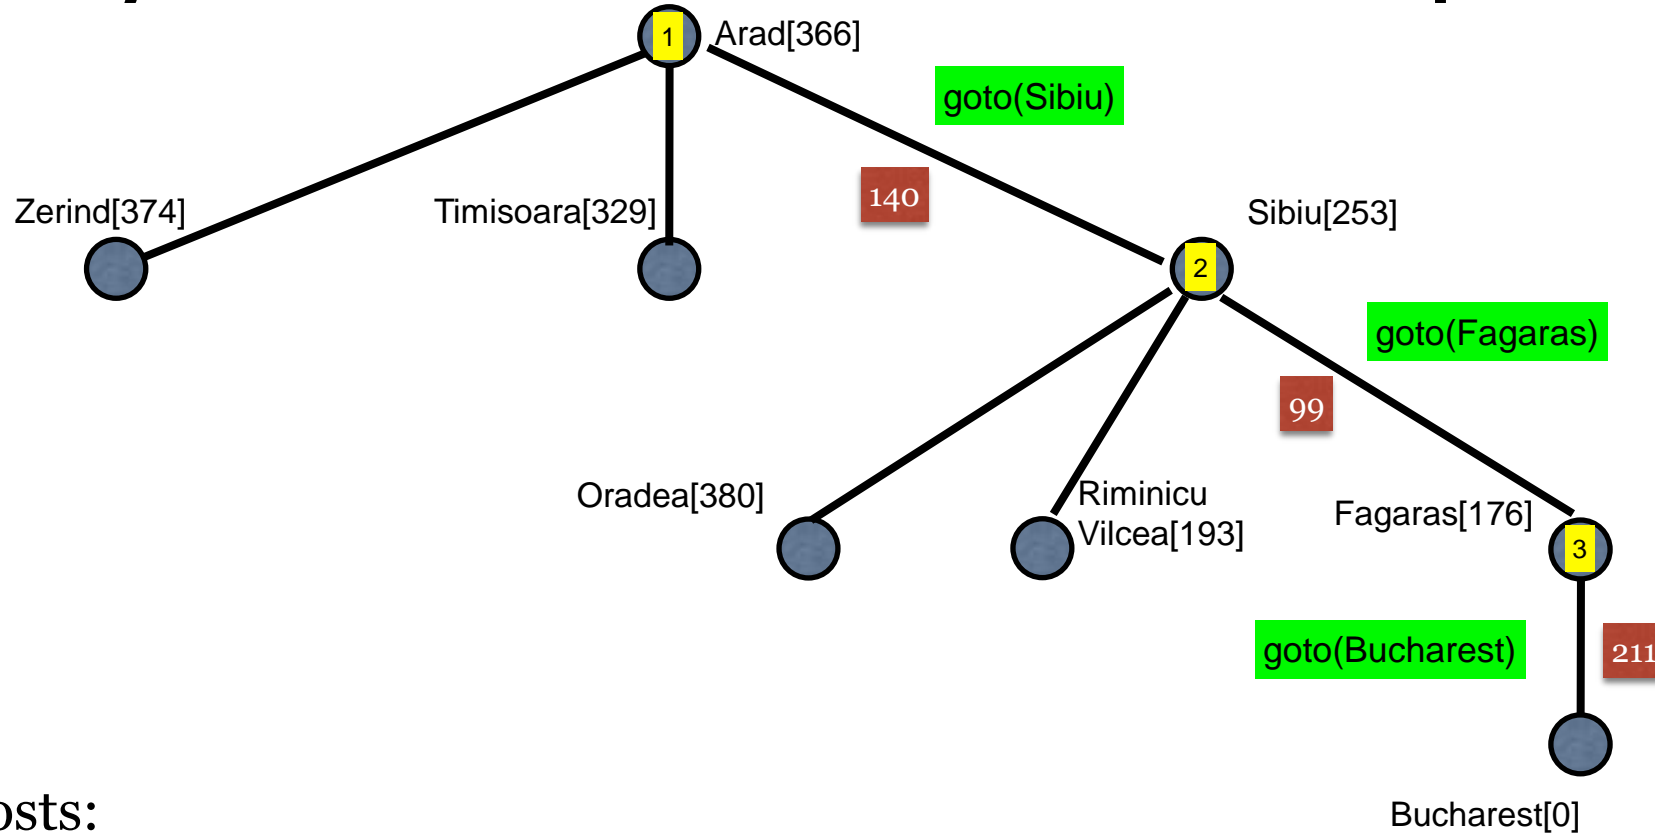 1
Arad[366]
goto(Sibiu)
140
Zerind[374]
Timisoara[329]
Sibiu[253]
2
goto(Fagaras)
99
Oradea[380]
Riminicu
Vilcea[193]
Fagaras[176]
3
goto(Bucharest)
211
osts:
Bucharest[0]